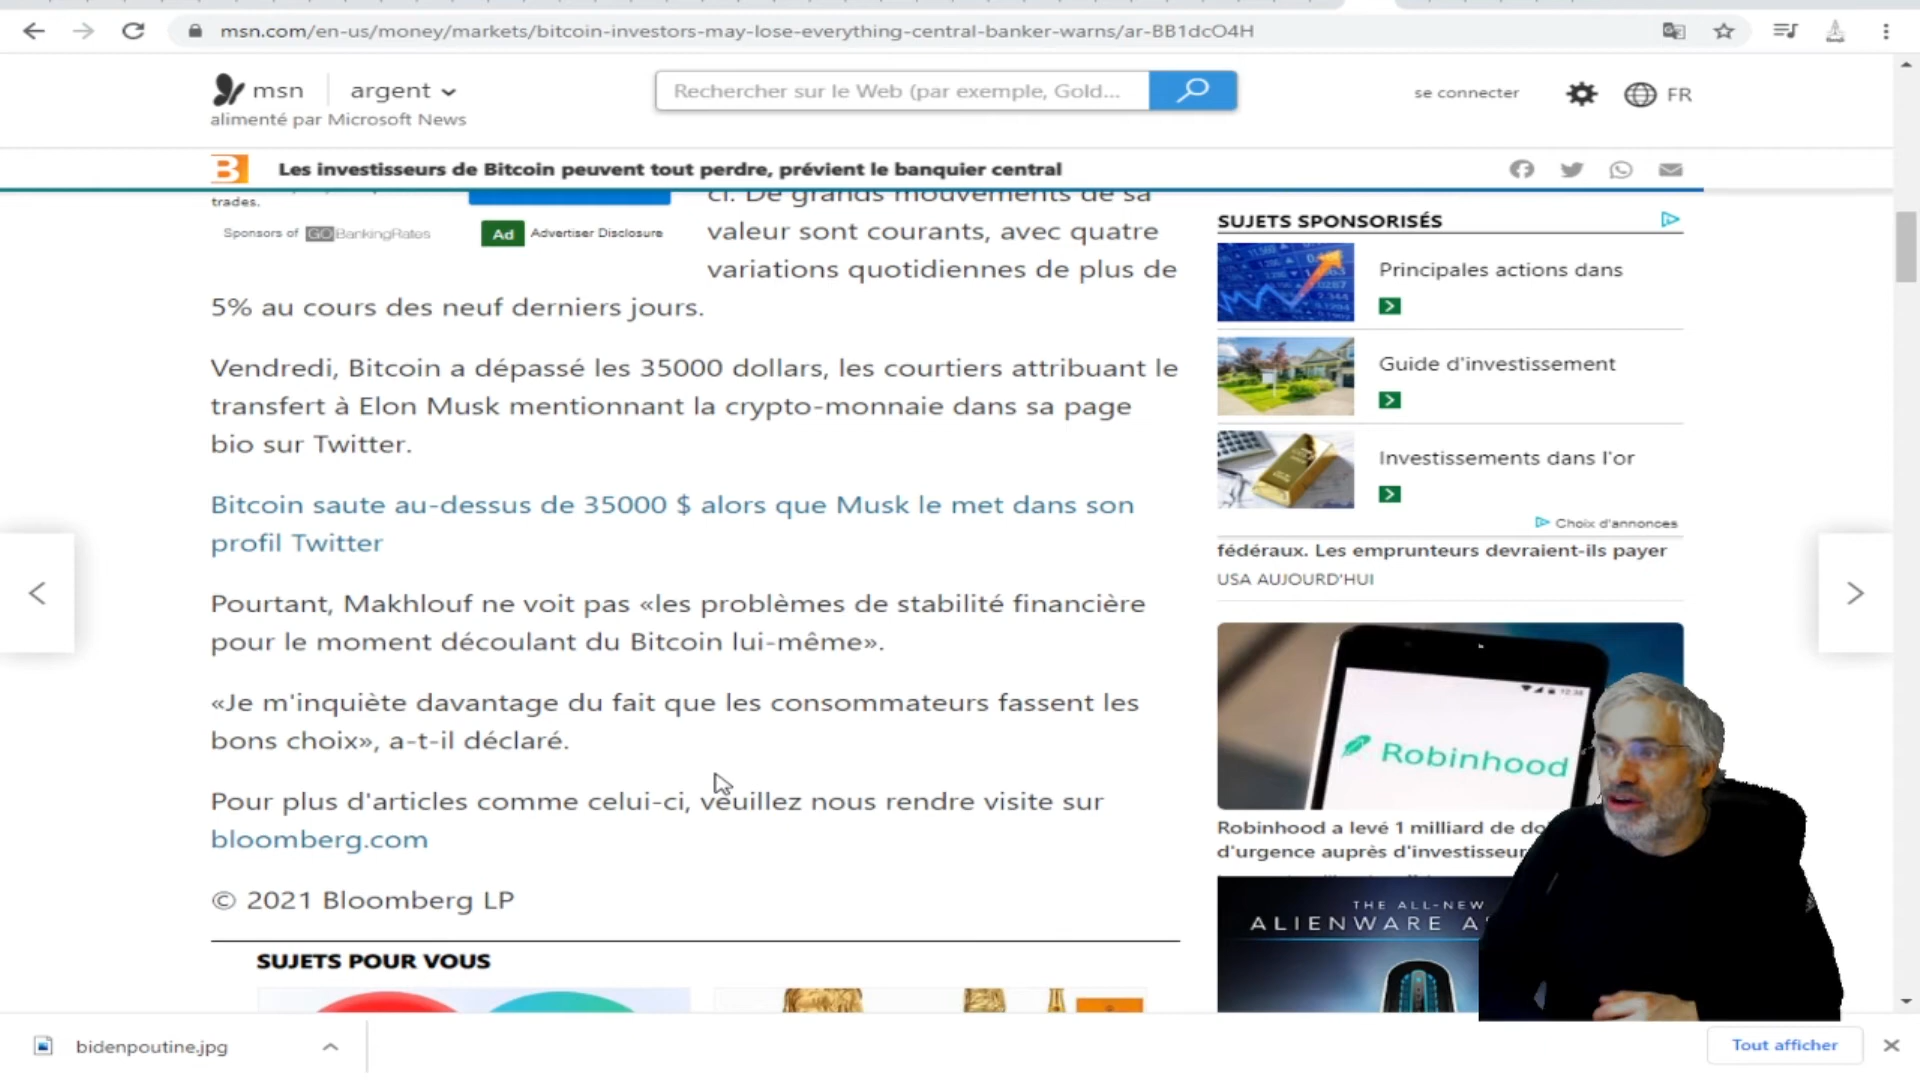 msn.com/en-us/money/markets/bitcoin-investors-may-lose-everything-central-banker-warns/ar-BB1dcO4H
msn
argent
Rechercher sur le Web (par exemple, Gold...
se connecter
FR
alimenté par Microsoft News
B
Les investisseurs de Bitcoin peuvent tout perdre, prévient le banquier central
trades.
Sponsors of GOBankingRates
Ad Advertiser Disclosure
ci. De grands mouvements de sa
valeur sont courants, avec quatre
variations quotidiennes de plus de
5% au cours des neuf derniers jours.
Vendredi, Bitcoin a dépassé les 35000 dollars, les courtiers attribuant le
transfert à Elon Musk mentionnant la crypto-monnaie dans sa page
bio sur Twitter.
Bitcoin saute au-dessus de 35000 $ alors que Musk le met dans son
profil Twitter
Pourtant, Makhlouf ne voit pas «les problèmes de stabilité financière
pour le moment découlant du Bitcoin lui-même».
«Je m'inquiète davantage du fait que les consommateurs fassent les
bons choix», a-t-il déclaré.
Pour plus d'articles comme celui-ci, veuillez nous rendre visite sur
bloomberg.com
© 2021 Bloomberg LP
SUJETS POUR VOUS
SUJETS SPONSORISÉS
Principales actions dans
Guide d'investissement
Investissements dans l'or
Choix d'annonces
fédéraux. Les emprunteurs devraient-ils payer
USA AUJOURD'HUI
Robinhood
Robinhood a levé 1 milliard de
d'urgence auprès
THE ALL-NEW
ALIENWARE
bidenpoutine.jpg
Tout afficher